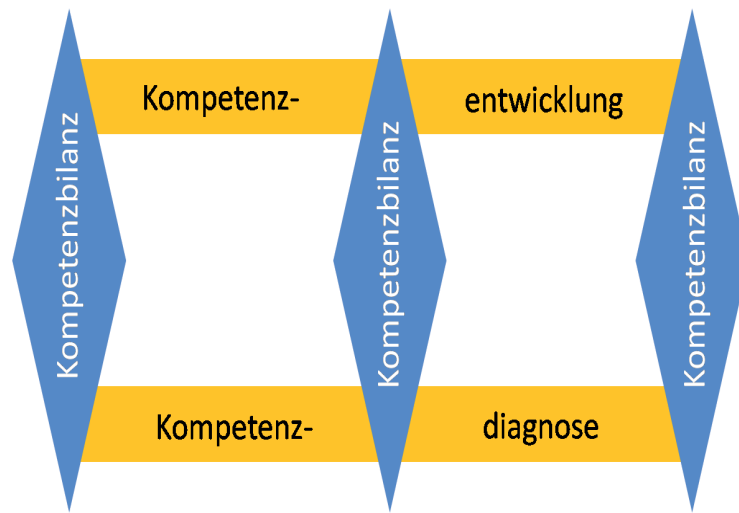 Kompetenz- entwicklung
Kompetenzbilanz
Kompetenzbilanz
Kompetenzbilanz
Kompetenz- diagnose